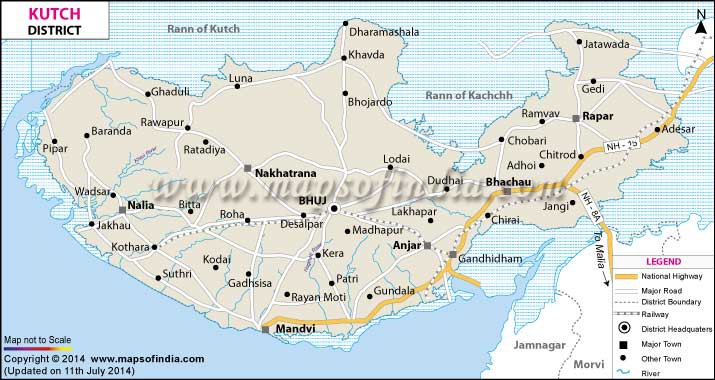 KUTCH
DISTRICT
N
Rann of Kutch
Dharamashala
Jatawada
Khavda
Luna
Ghaduli
Gedi
Bhojardo
Rann of Kachchh
Rapar
Ramvav
Rawapur
Baranda
Adesar
NH - 15
Pipar
Ratadiya
Chobari
Lodai
Adhoi
Chitrod
Nakhatrana
www.mapsofindia.com
Dudhai
Bhachau
Wadsar
Nalia
Bitta
BHUJ
Jangi
NH - 8A
Roha
Desalpar
Lakhapar
Chirai
Jakhau
Madhapur
To Malia
Kothara
Anjar
Kera
Gandhidham
Kodai
Suthri
Gadhsisa
Patri
Rayan Moti
Gundala
Mandvi
Jamnagar
Morvi
LEGEND
National Highway
Major Road
District Boundary
Railway
District Headquaters
Major Town
Other Town
River
Map not to Scale
Copyright © 2014 www.mapsofindia.com
(Updated on 11th July 2014)